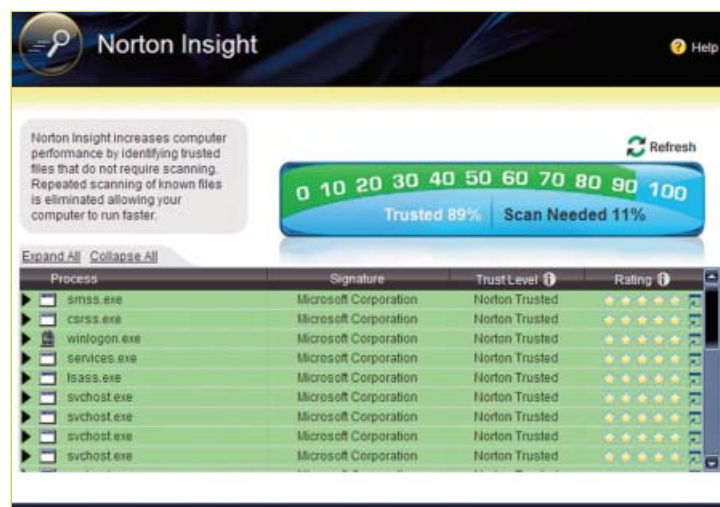 Norton Insight
Help
Norton Insight increases computer
performance by identifying trusted
files that do not require scanning.
Repeated scanning of known files
is eliminated allowing your
computer to run faster.
Refresh
0 10 20 30 40 50 60 70 80 90 100
Trusted 89% Scan Needed 11%
Expand All Collapse All
Process Signature Trust Level Rating
smss.exe Microsoft Corporation Norton Trusted
csrss.exe Microsoft Corporation Norton Trusted
winlogon.exe Microsoft Corporation Norton Trusted
services.exe Microsoft Corporation Norton Trusted
lsass.exe Microsoft Corporation Norton Trusted
svchost.exe Microsoft Corporation Norton Trusted
svchost.exe Microsoft Corporation Norton Trusted
svchost.exe Microsoft Corporation Norton Trusted
svchost.exe Microsoft Corporation Norton Trusted